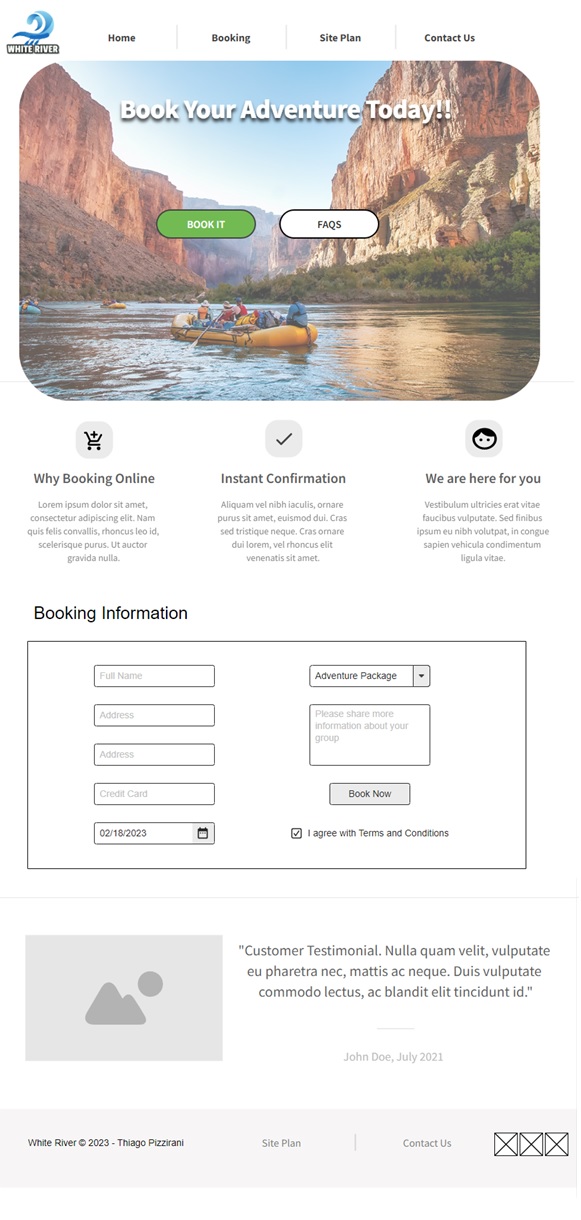 WHITE RIVER
Home
Booking
Site Plan
Contact Us
Book Your Adventure Today!!
BOOK IT
FAQS
Why Booking Online
Lorem ipsum dolor sit amet,
consectetur adipiscing elit. Nam
quis felis convallis, rhoncus leo id,
scelerisque purus. Ut auctor
gravida nulla.
Instant Confirmation
Aliquam vel nibh iaculis, ornare
purus sit amet, euismod dui. Cras
sed tristique neque. Cras ornare
dui lorem, vel rhoncus elit
venenatis sit amet.
We are here for you
Vestibulum ultricies erat vitae
faucibus vulputate. Sed finibus
ipsum eu nibh volutpat, in congue
sapien vehicula condimentum
ligula vitae.
Booking Information
Full Name
Address
Address
Credit Card
02/18/2023
Adventure Package
Please share more
information about your
group
Book Now
I agree with Terms and Conditions
"Customer Testimonial. Nulla quam velit, vulputate
eu pharetra nec, mattis ac neque. Duis vulputate
commodo lectus, ac blandit elit tincidunt id."
John Doe, July 2021
White River © 2023 - Thiago Pizzirani
Site Plan
Contact Us